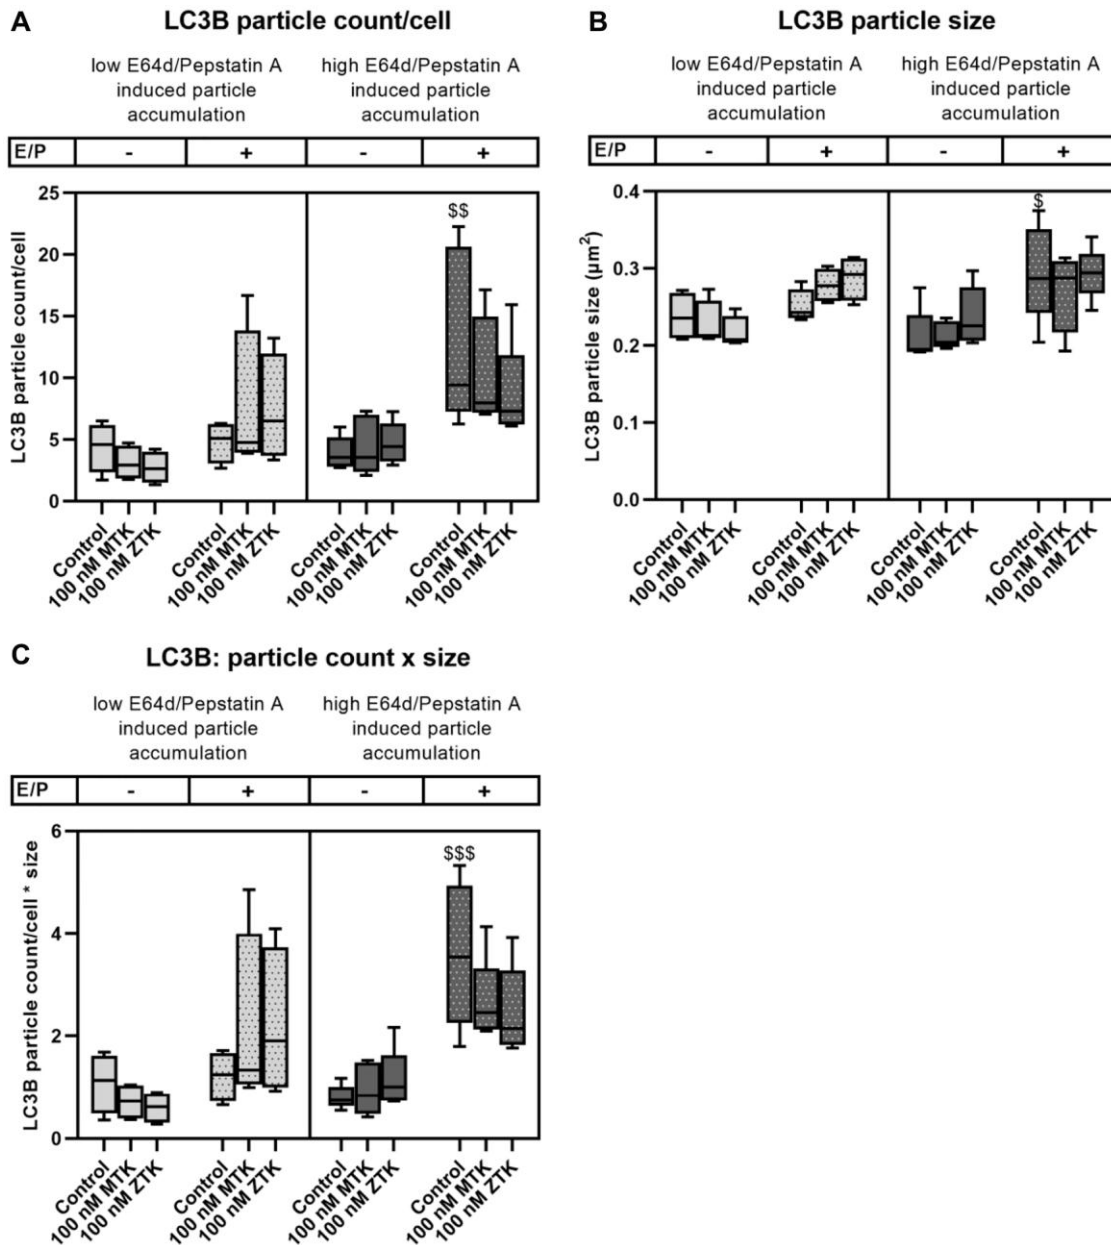 A LC3B particle count/cell
low E64d/Pepstatin A
induced particle
accumulation
high E64d/Pepstatin A
induced particle
accumulation
E/P - + - +
LC3B particle count/cell
25
20
15
10
5
0
$$
Control
100 nM MTK
100 nM ZTK
Control
100 nM MTK
100 nM ZTK
Control
100 nM MTK
100 nM ZTK
Control
100 nM MTK
100 nM ZTK
B LC3B particle size
low E64d/Pepstatin A
induced particle
accumulation
high E64d/Pepstatin A
induced particle
accumulation
E/P - + - +
LC3B particle size (µm²)
0.4
0.3
0.2
0.1
0.0
$
Control
100 nM MTK
100 nM ZTK
Control
100 nM MTK
100 nM ZTK
Control
100 nM MTK
100 nM ZTK
Control
100 nM MTK
100 nM ZTK
C LC3B: particle count x size
low E64d/Pepstatin A
induced particle
accumulation
high E64d/Pepstatin A
induced particle
accumulation
E/P - + - +
LC3B particle count/cell * size
6
4
2
0
$$$
Control
100 nM MTK
100 nM ZTK
Control
100 nM MTK
100 nM ZTK
Control
100 nM MTK
100 nM ZTK
Control
100 nM MTK
100 nM ZTK